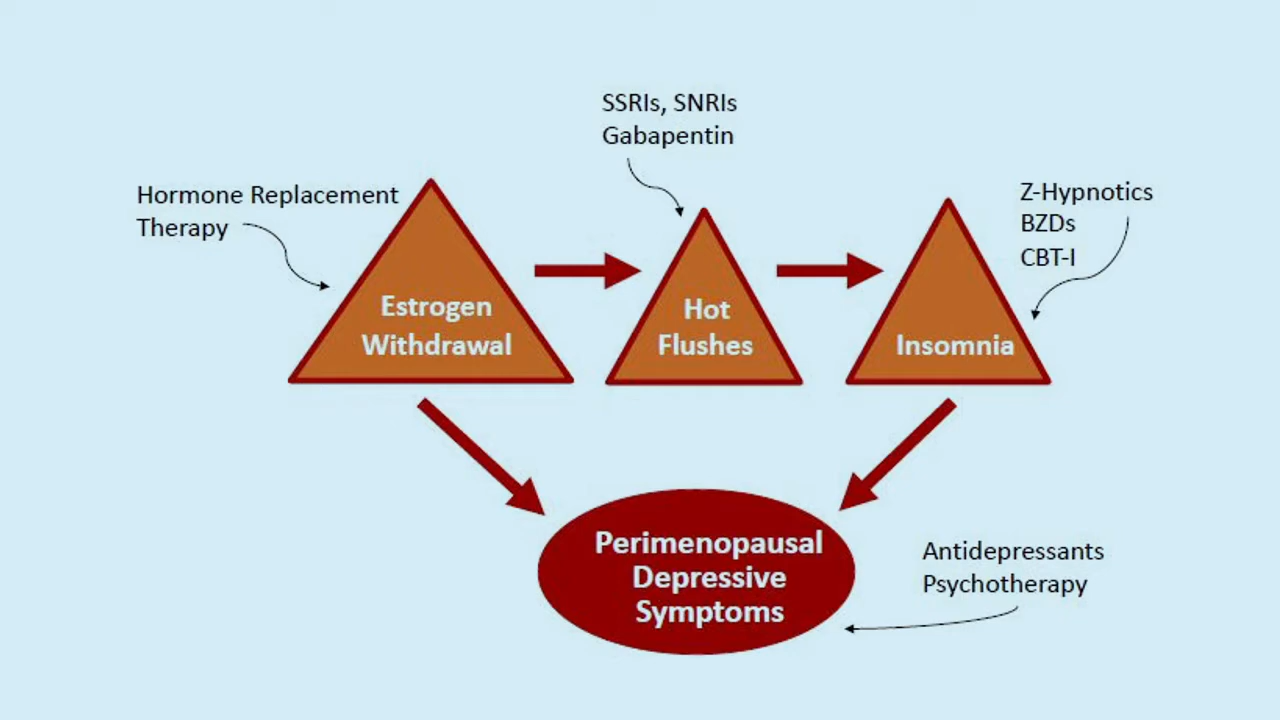 SSRIs, SNRIs
Gabapentin
Hormone Replacement
Therapy
Z-Hypnotics
BZDs
CBT-I
Estrogen
Withdrawal
Hot
Flushes
Insomnia
Perimenopausal
Depressive
Symptoms
Antidepressants
Psychotherapy